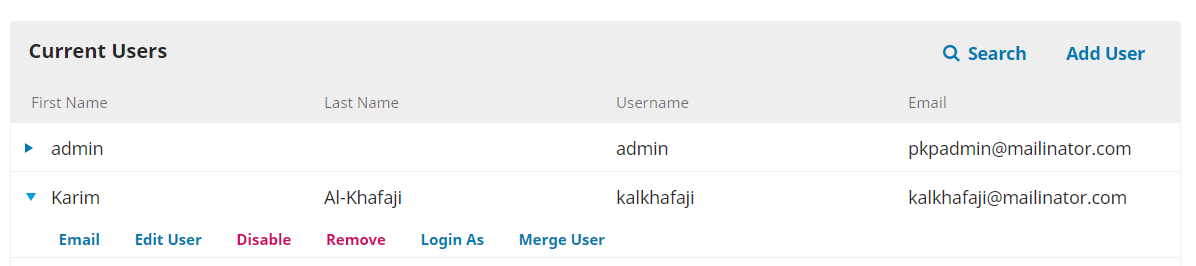 Current Users
Search Add User
First Name Last Name Username Email
admin admin pkpadmin@mailinator.com
Karim Al-Khafaji kalkhafaji kalkhafaji@mailinator.com
Email Edit User Disable Remove Login As Merge User